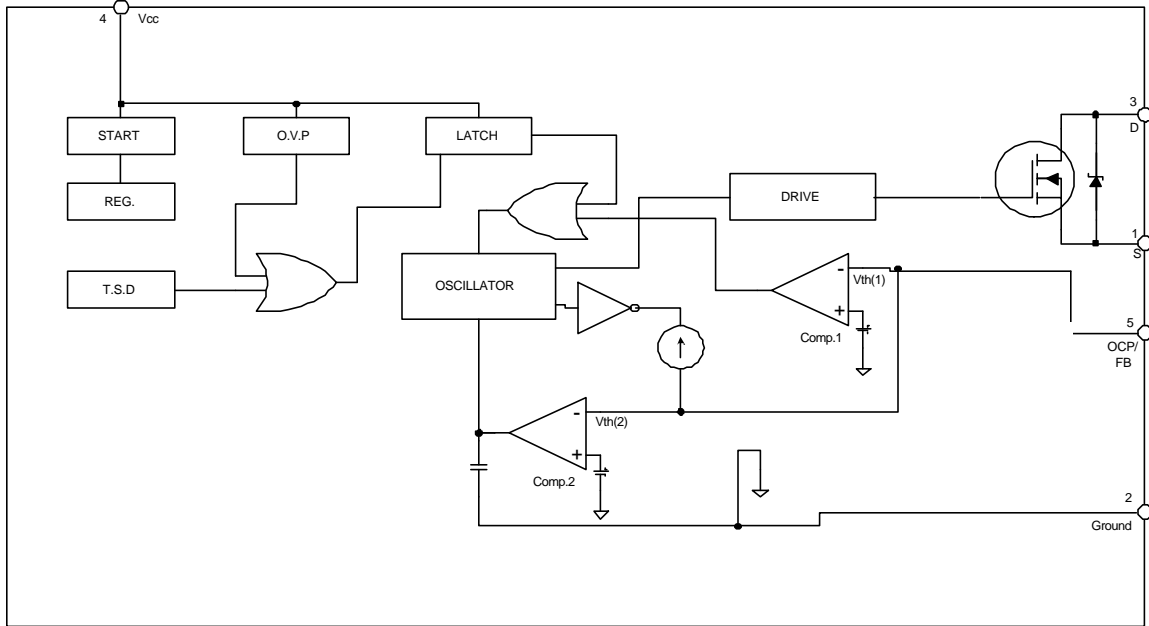 4 Vcc
START
O.V.P
LATCH
3
D
REG.
DRIVE
1
S
T.S.D
OSCILLATOR
-
Vth(1)
+
Comp.1
5
OCP/
FB
-
Vth(2)
+
Comp.2
2
Ground